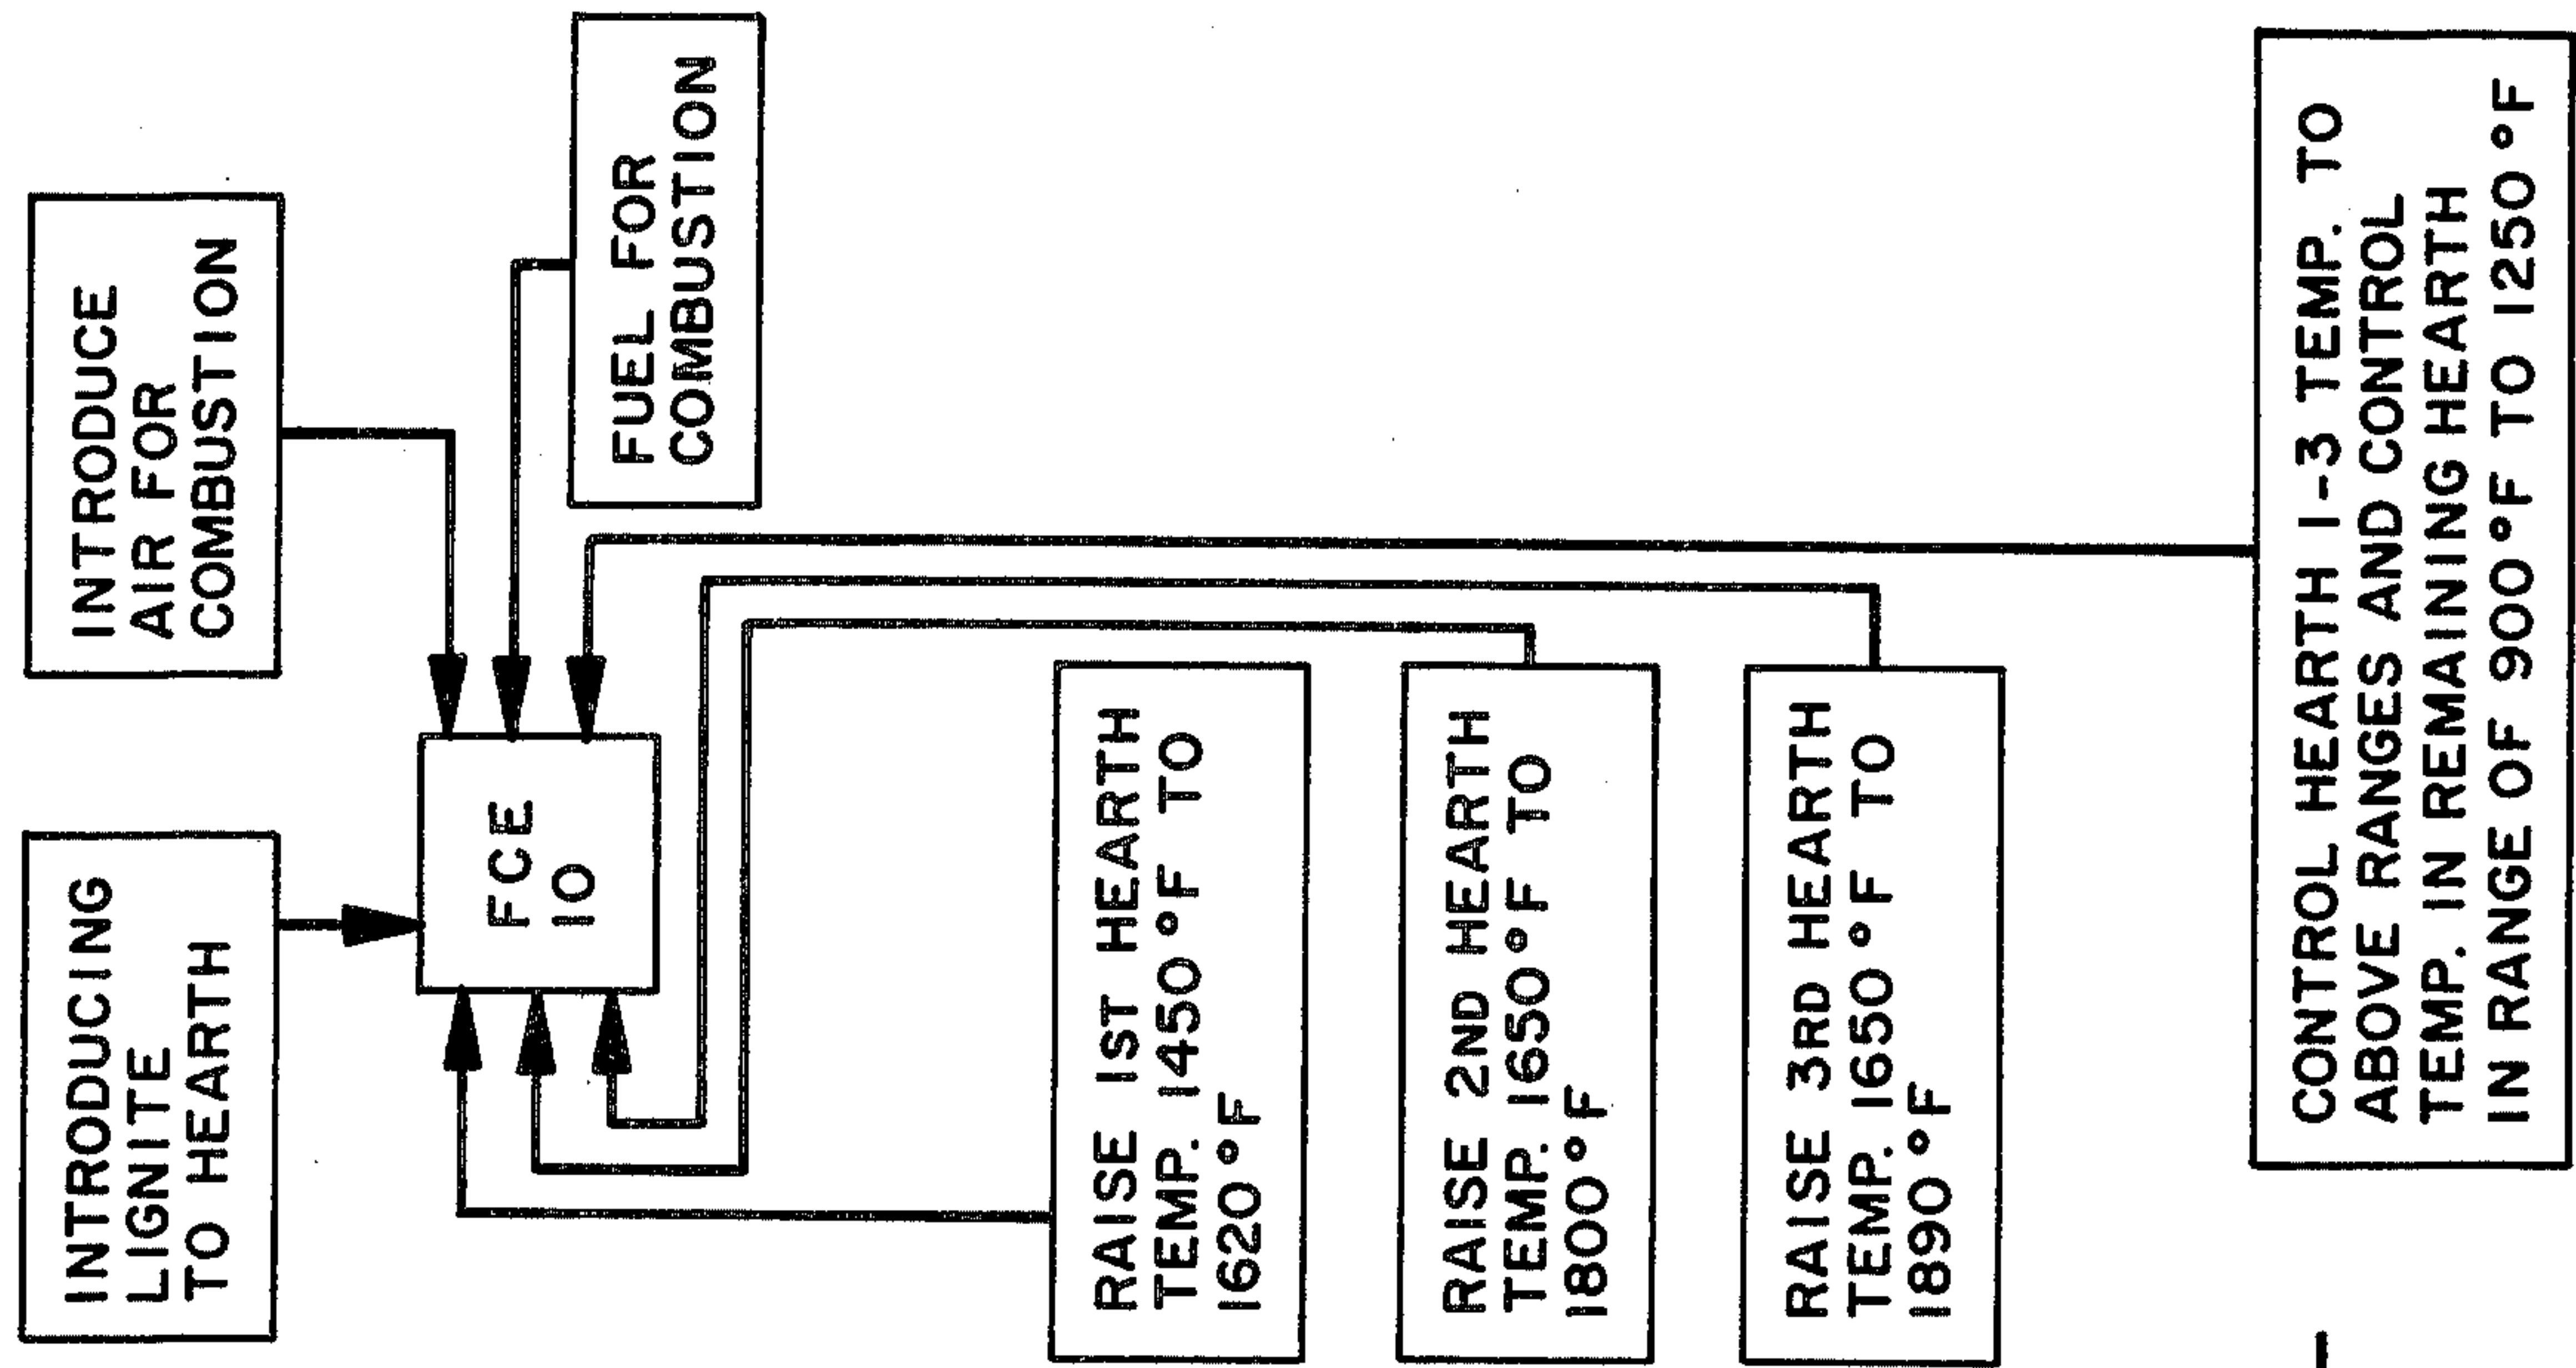 INTRODUCING
LIGNITE
TO HEARTH
INTRODUCE
AIR FOR
COMBUSTION
FCE
10
FUEL FOR
COMBUSTION
RAISE 1ST HEARTH
TEMP. 1450°F TO
1620°F
RAISE 2ND HEARTH
TEMP. 1650°F TO
1800°F
RAISE 3RD HEARTH
TEMP. 1650°F TO
1890°F
CONTROL HEARTH 1-3 TEMP. TO
ABOVE RANGES AND CONTROL
TEMP. IN REMAINING HEARTH
IN RANGE OF 900°F TO 1250°F